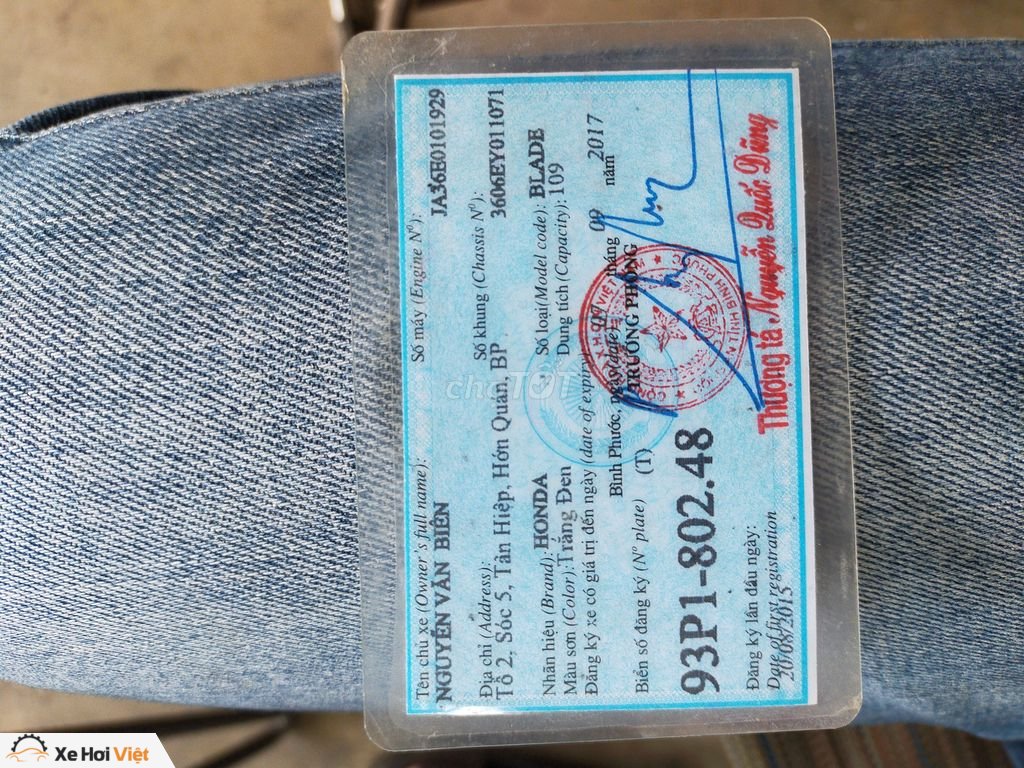 Tên chủ xe (Owner's full name):
NGUYỄN VĂN BIÊN
Số máy (Engine Nº):
JA36E0101929
Địa chỉ (Address):
Tổ 2, Sóc 5, Tân Hiệp, Hớn Quản, BP
Số khung (Chassis Nº):
3606EY011071
Nhãn hiệu (Brand): HONDA
Số loại(Model code): BLADE
Màu sơn (Color):Trắng Đen
Dung tích (Capacity): 109
Đăng ký xe có giá trị đến ngày (date of expiry)
Bình Phước, ngày tháng 09 năm 2017
Biển số đăng ký (Nº plate) (T)
TRƯỞNG PHÒNG
93P1-802.48
Đăng ký lần đầu ngày:
Date of first registration
20/08/2015
Thượng tá Nguyễn Quốc Dũng
chợTỐT
Xe Hơi Việt